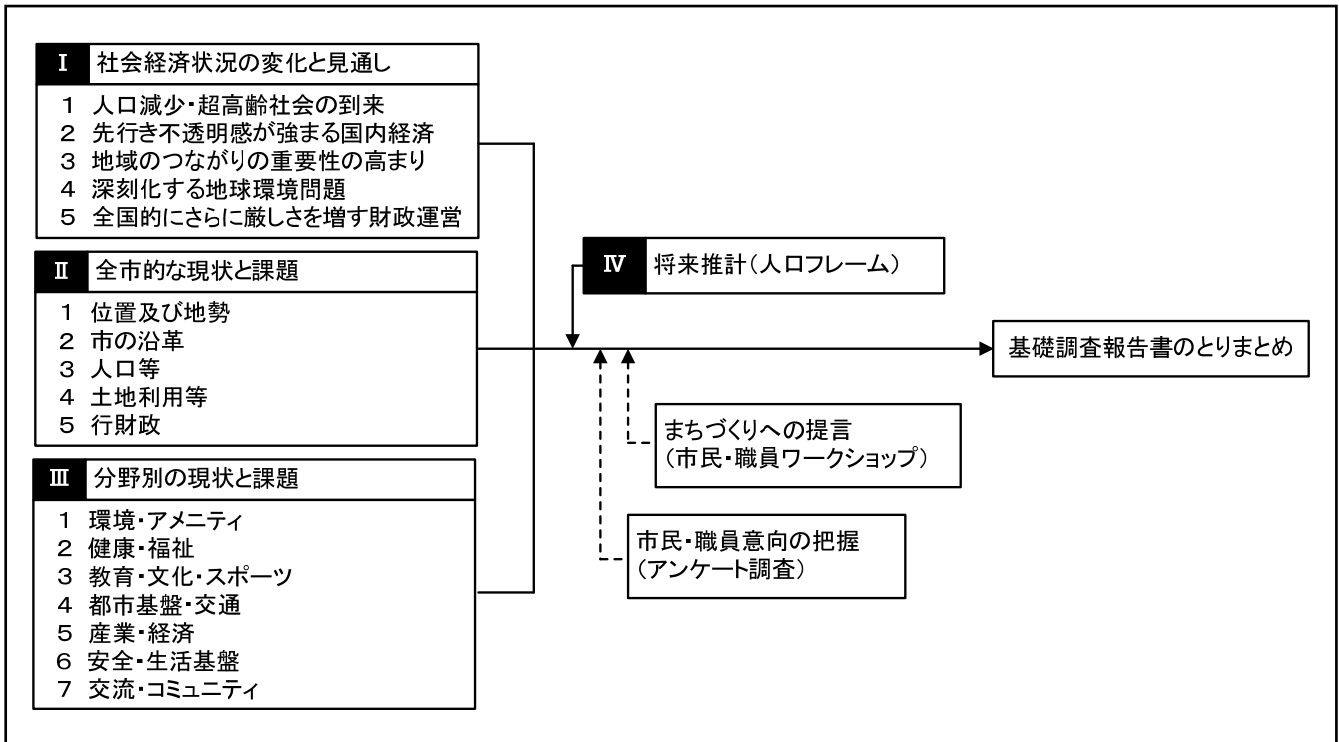 Ⅰ 社会経済状況の変化と見通し
1 人口減少・超高齢社会の到来
2 先行き不透明感が強まる国内経済
3 地域のつながりの重要性の高まり
4 深刻化する地球環境問題
5 全国的にさらに厳しさを増す財政運営
Ⅱ 全市的な現状と課題
1 位置及び地勢
2 市の沿革
3 人口等
4 土地利用等
5 行財政
Ⅲ 分野別の現状と課題
1 環境・アメニティ
2 健康・福祉
3 教育・文化・スポーツ
4 都市基盤・交通
5 産業・経済
6 安全・生活基盤
7 交流・コミュニティ
Ⅳ 将来推計(人口フレーム)
まちづくりへの提言
(市民・職員ワークショップ)
市民・職員意向の把握
(アンケート調査)
基礎調査報告書のとりまとめ